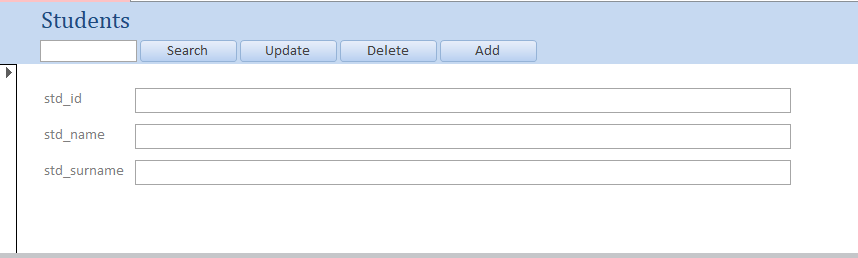 Students
Search Update Delete Add
std_id
std_name
std_surname